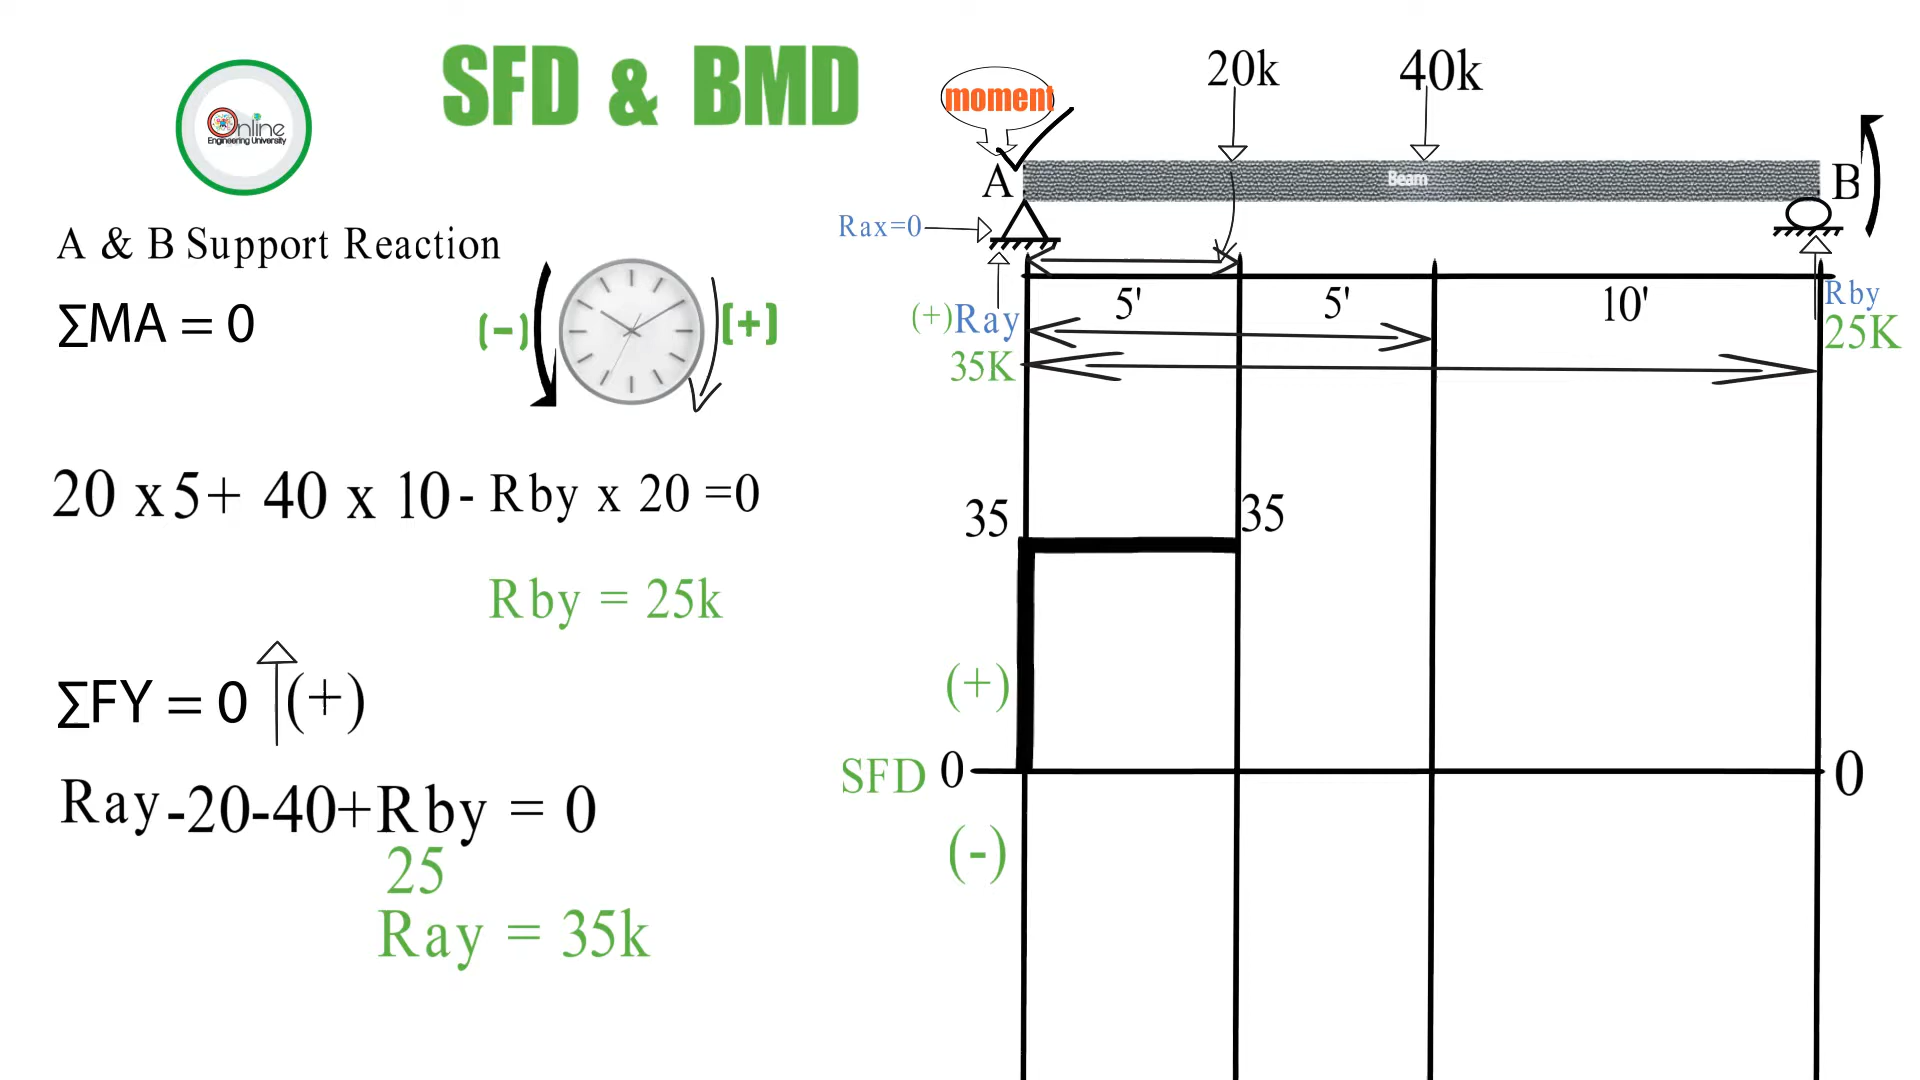 SFD & BMD
Online
Engineering University
A & B Support Reaction
∑MA = 0
(-)
(+)
20 x 5 + 40 x 10 - Rby x 20 =0
Rby = 25k
∑FY = 0 (+)
Ray -20-40+Rby = 0
25
Ray = 35k
moment
20k
40k
A
Beam
B
Rax=0
5'
5'
10'
(+)Ray
35K
Rby
25K
35
35
(+)
SFD 0
0
(-)